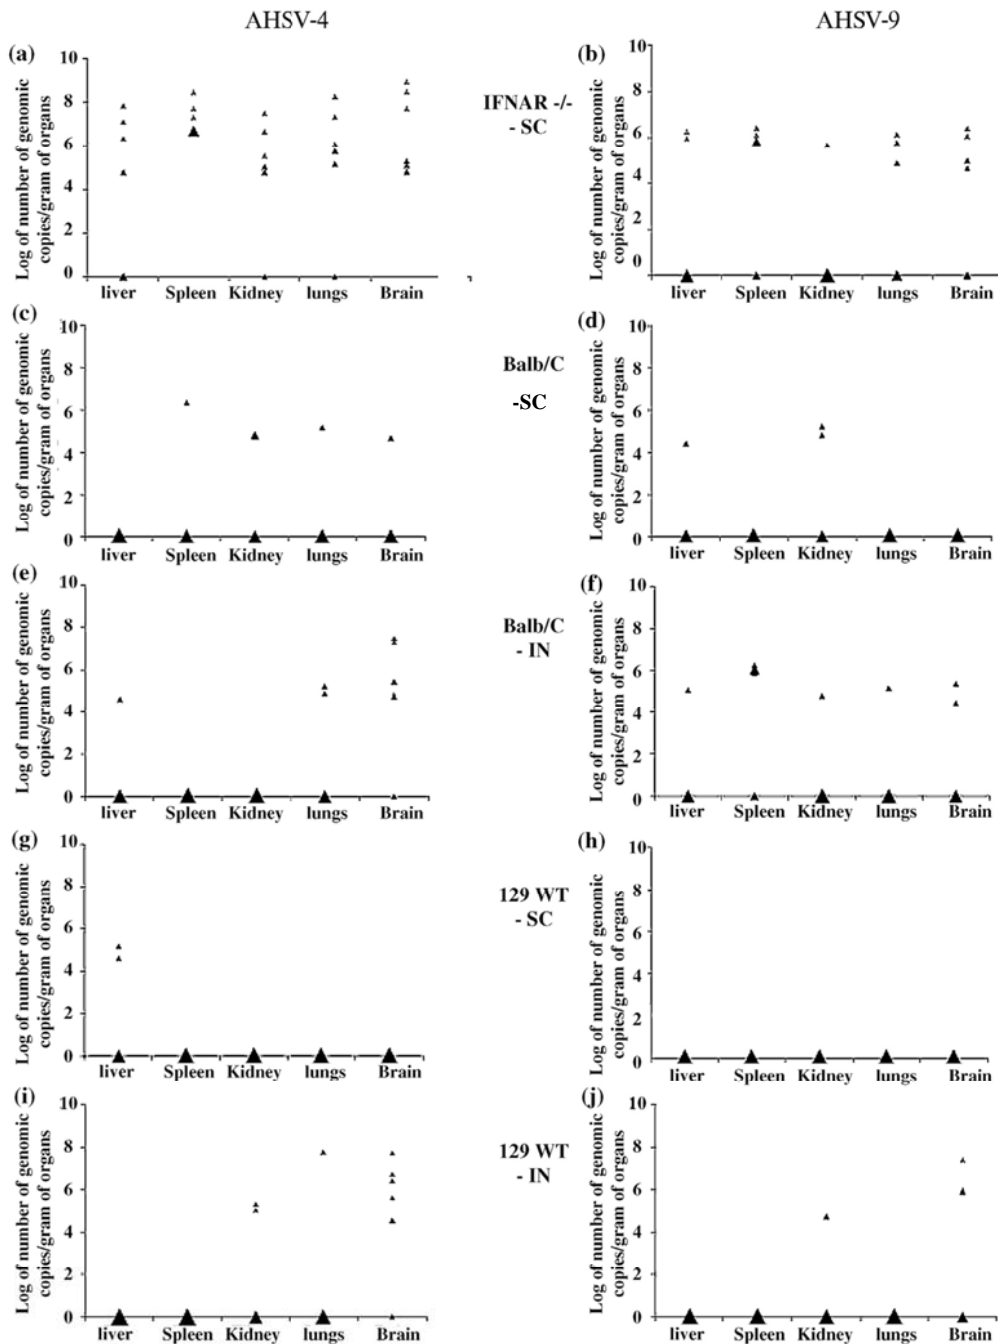 AHSV-4
AHSV-9
(a)
Log of number of genomic
copies/gram of organs
10
8
6
4
2
0
liver Spleen Kidney lungs Brain
IFNAR -/-
- SC
(b)
Log of number of genomic
copies/gram of organs
10
8
6
4
2
0
liver Spleen Kidney lungs Brain
(c)
Log of number of genomic
copies/gram of organs
10
8
6
4
2
0
liver Spleen Kidney lungs Brain
Balb/C
-SC
(d)
Log of number of genomic
copies/gram of organs
10
8
6
4
2
0
liver Spleen Kidney lungs Brain
(e)
Log of number of genomic
copies/gram of organs
10
8
6
4
2
0
liver Spleen Kidney lungs Brain
Balb/C
- IN
(f)
Log of number of genomic
copies/gram of organs
10
8
6
4
2
0
liver Spleen Kidney lungs Brain
(g)
Log of number of genomic
copies/gram of organs
10
8
6
4
2
0
liver Spleen Kidney lungs Brain
129 WT
- SC
(h)
Log of number of genomic
copies/gram of organs
10
8
6
4
2
0
liver Spleen Kidney lungs Brain
(i)
Log of number of genomic
copies/gram of organs
10
8
6
4
2
0
liver Spleen Kidney lungs Brain
129 WT
- IN
(j)
Log of number of genomic
copies/gram of organs
10
8
6
4
2
0
liver Spleen Kidney lungs Brain